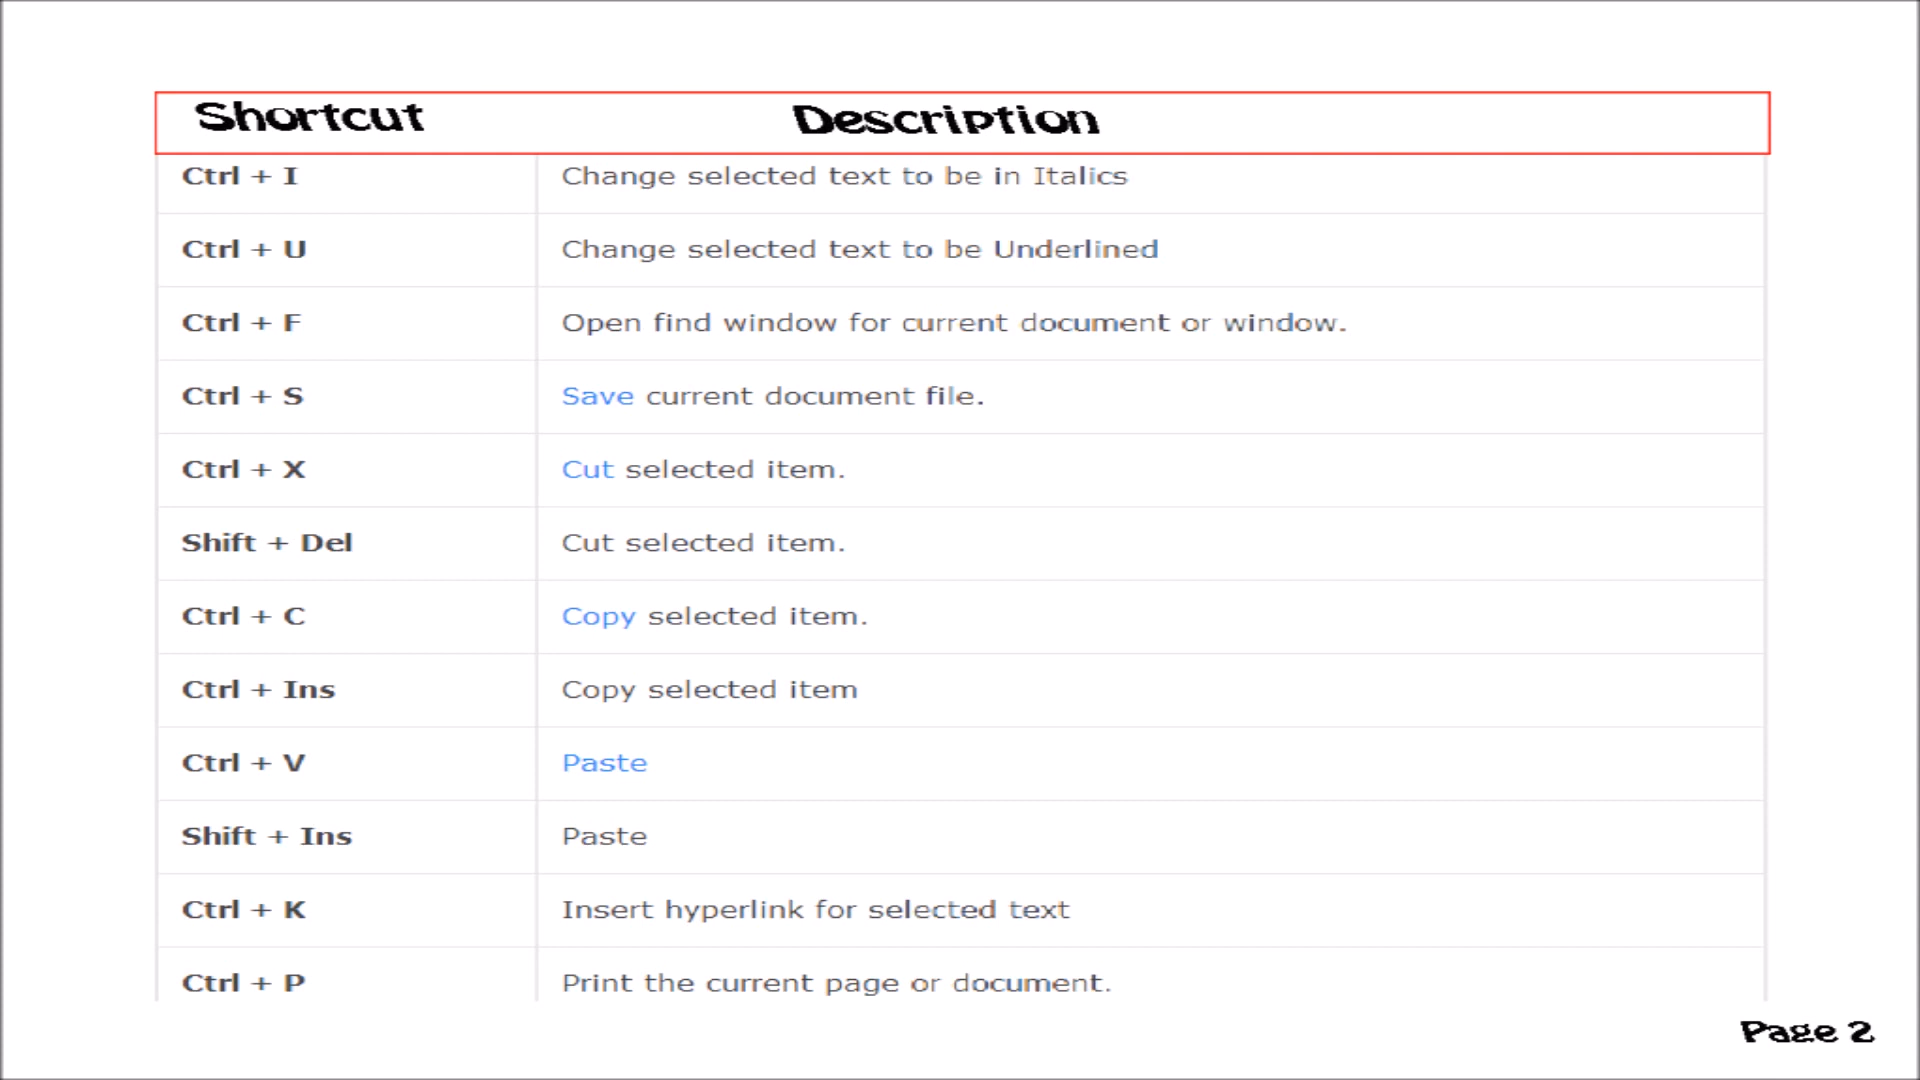 Shortcut Description
Ctrl + I Change selected text to be in Italics
Ctrl + U Change selected text to be Underlined
Ctrl + F Open find window for current document or window.
Ctrl + S Save current document file.
Ctrl + X Cut selected item.
Shift + Del Cut selected item.
Ctrl + C Copy selected item.
Ctrl + Ins Copy selected item
Ctrl + V Paste
Shift + Ins Paste
Ctrl + K Insert hyperlink for selected text
Ctrl + P Print the current page or document.
Page 2